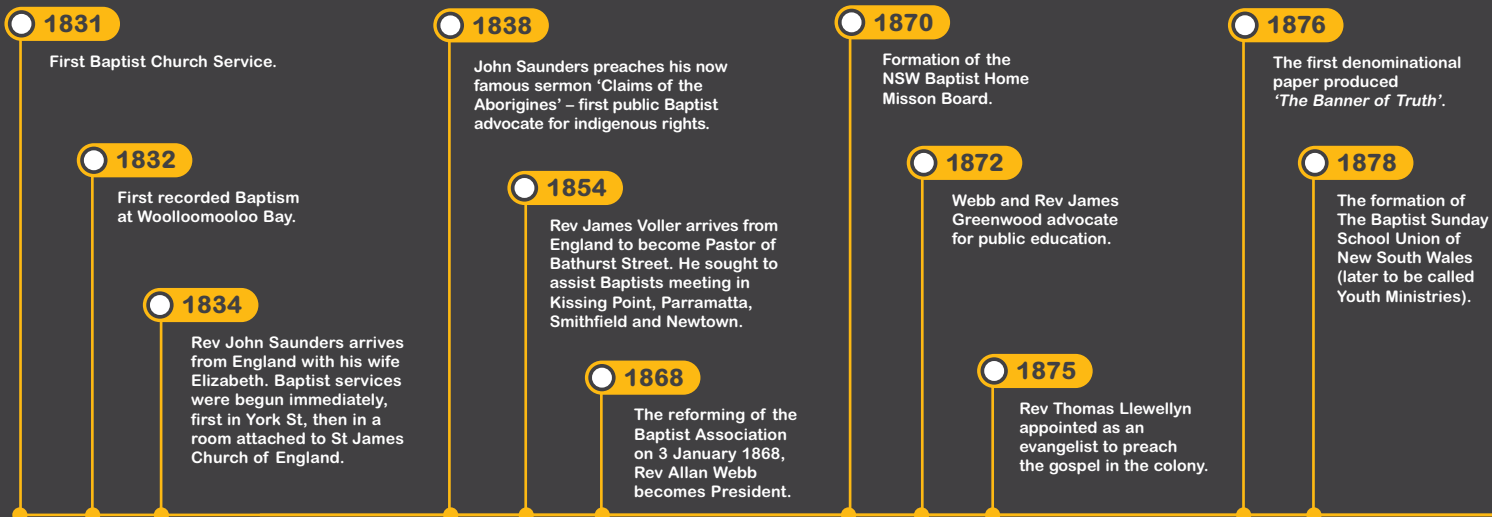 1831
First Baptist Church Service.
1832
First recorded Baptism
at Woolloomooloo Bay.
1834
Rev John Saunders arrives
from England with his wife
Elizabeth. Baptist services
were begun immediately,
first in York St, then in a
room attached to St James
Church of England.
1838
John Saunders preaches his now
famous sermon ‘Claims of the
Aborigines’ – first public Baptist
advocate for indigenous rights.
1854
Rev James Voller arrives from
England to become Pastor of
Bathurst Street. He sought to
assist Baptists meeting in
Kissing Point, Parramatta,
Smithfield and Newtown.
1868
The reforming of the
Baptist Association
on 3 January 1868,
Rev Allan Webb
becomes President.
1870
Formation of the
NSW Baptist Home
Misson Board.
1872
Webb and Rev James
Greenwood advocate
for public education.
1875
Rev Thomas Llewellyn
appointed as an
evangelist to preach
the gospel in the colony.
1876
The first denominational
paper produced
‘The Banner of Truth’.
1878
The formation of
The Baptist Sunday
School Union of
New South Wales
(later to be called
Youth Ministries).